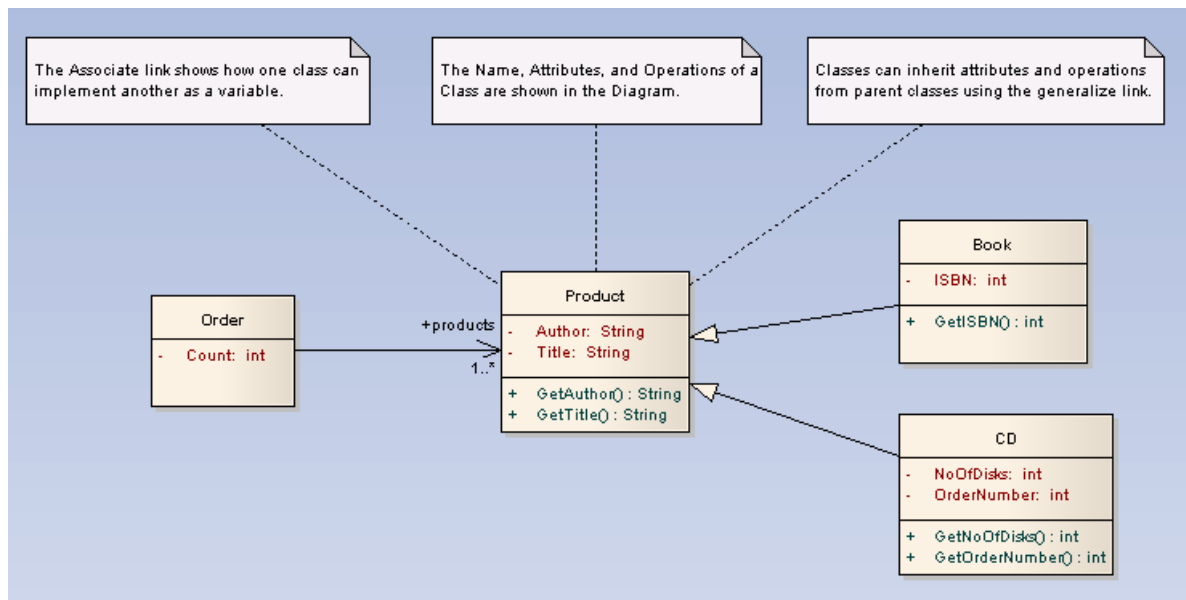 The Associate link shows how one class can
implement another as a variable.
The Name, Attributes, and Operations of a
Class are shown in the Diagram.
Classes can inherit attributes and operations
from parent classes using the generalize link.
Order
- Count: int
+products
1..*
Product
- Author: String
- Title: String
+ GetAuthor() : String
+ GetTitle() : String
Book
- ISBN: int
+ GetISBN() : int
CD
- NoOfDisks: int
- OrderNumber: int
+ GetNoOfDisks() : int
+ GetOrderNumber() : int